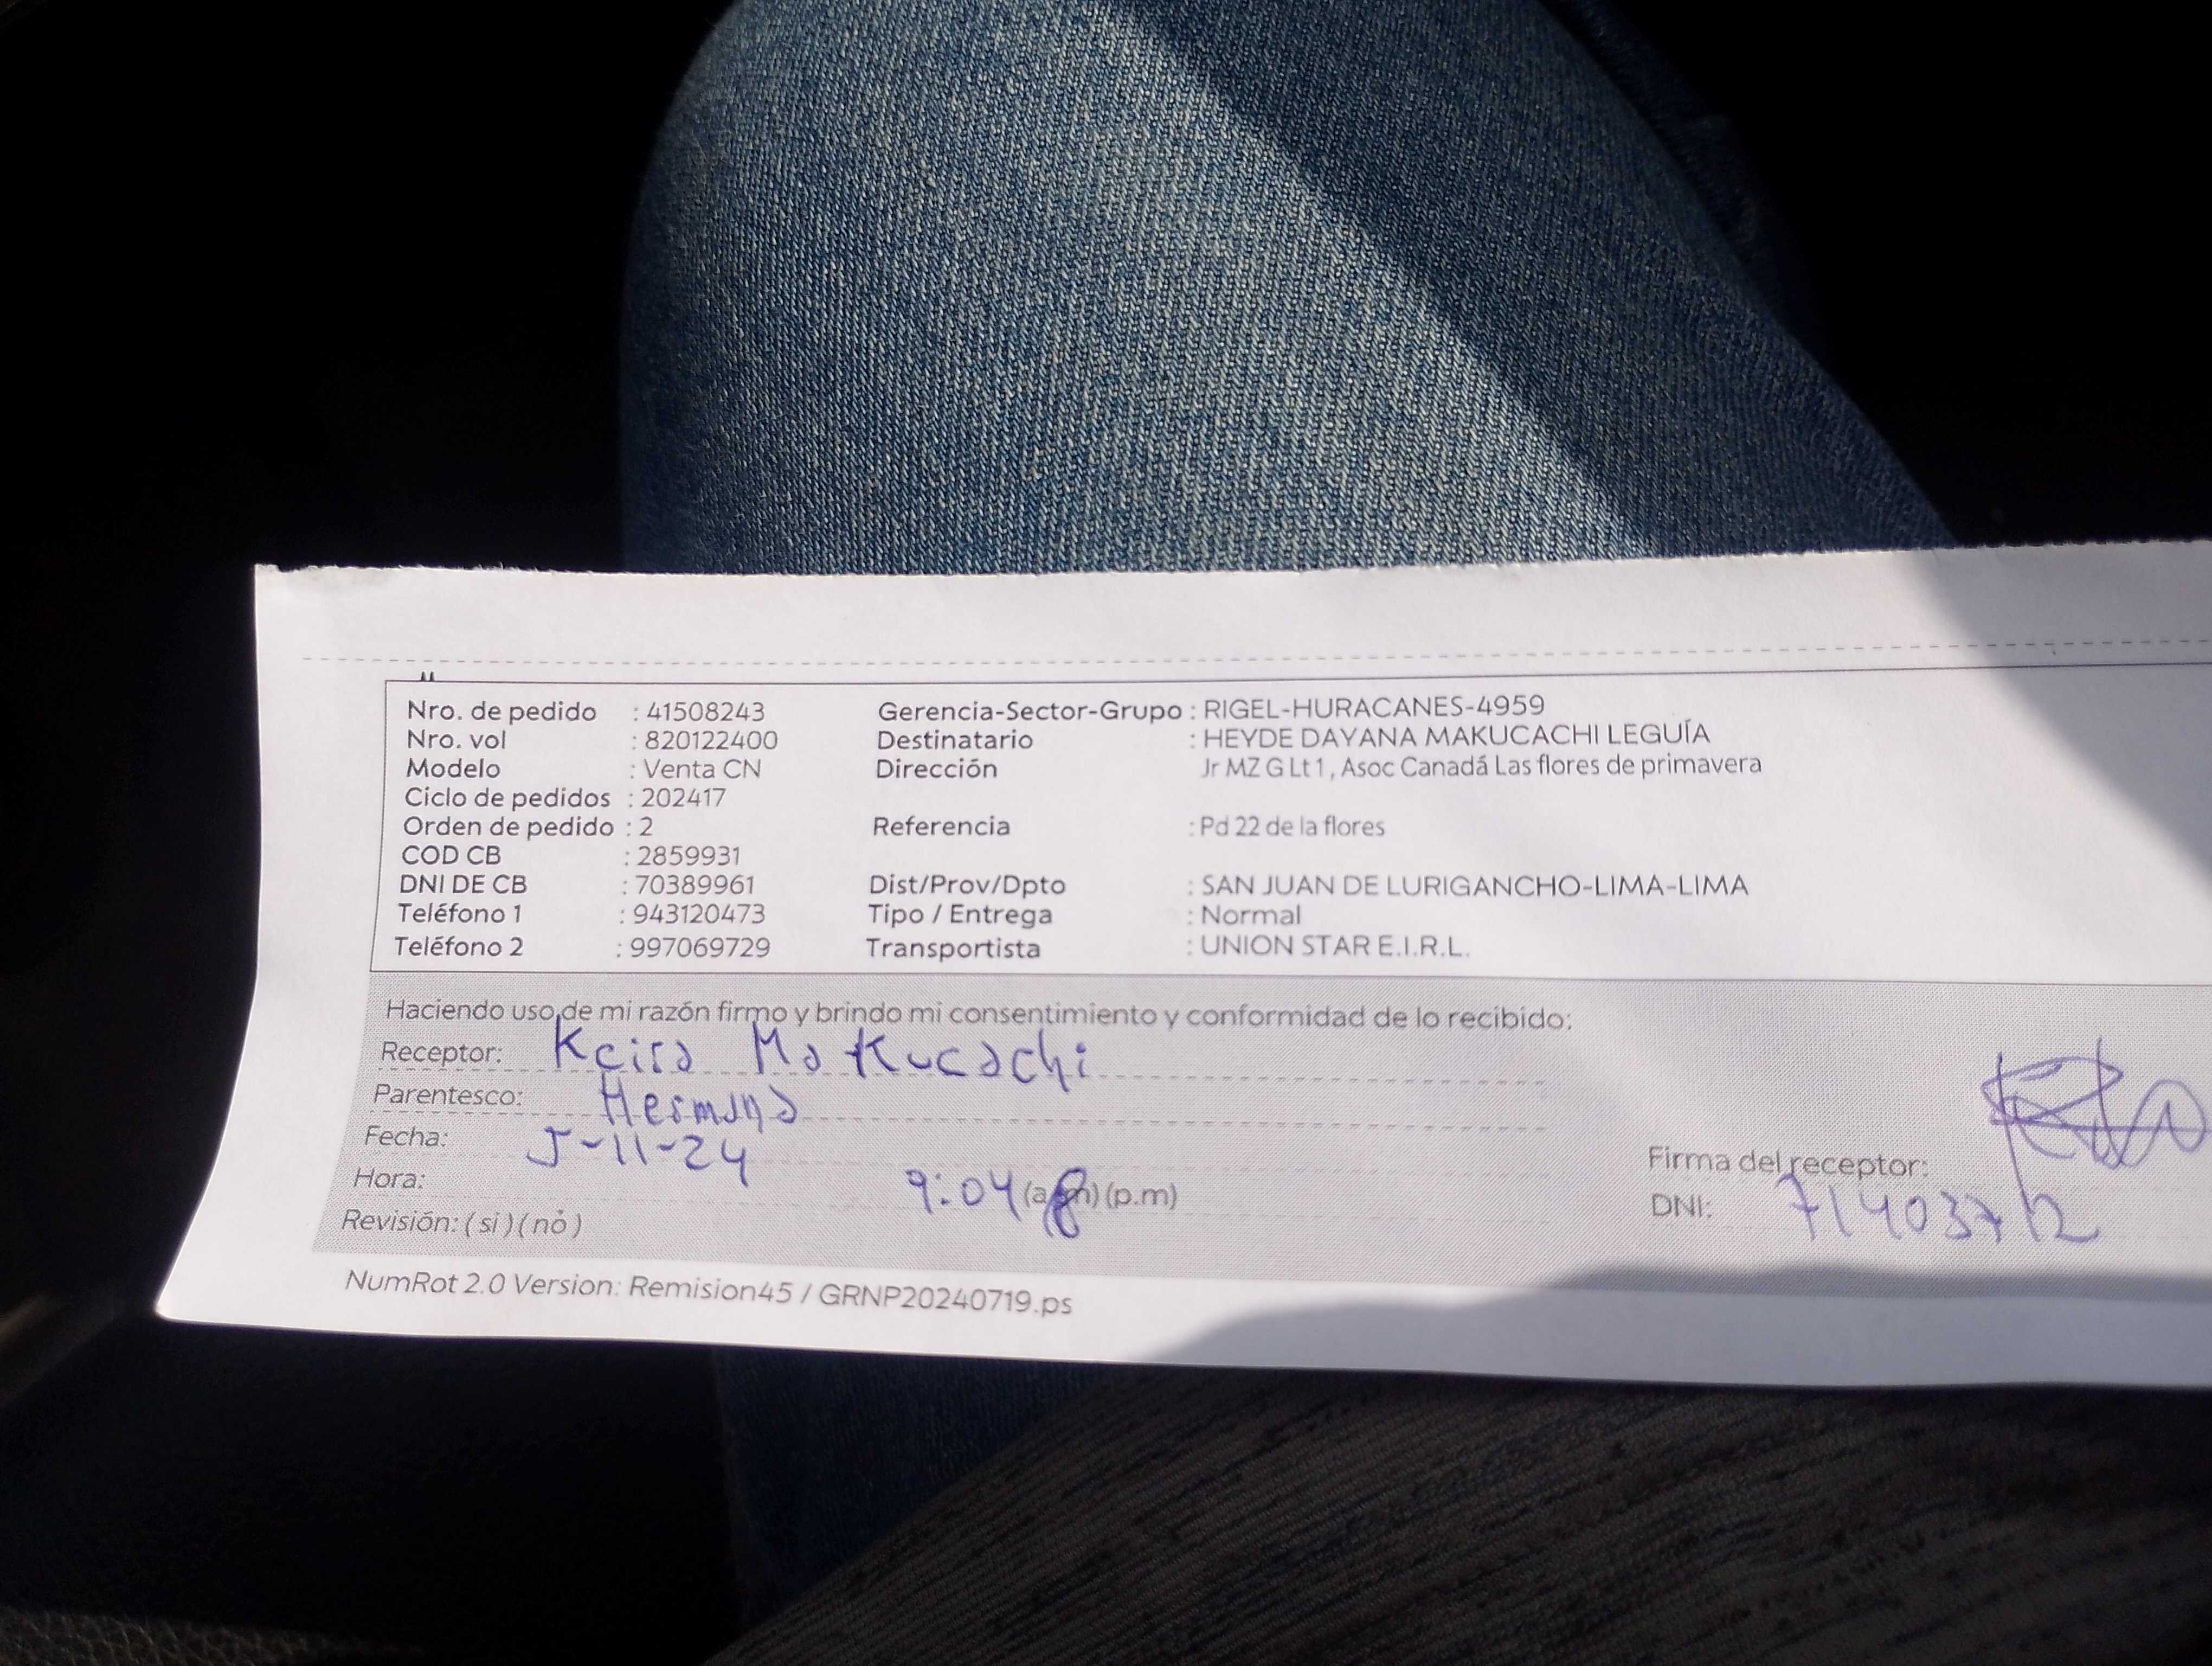 Nro. de pedido : 41508243 Gerencia-Sector-Grupo : RIGEL-HURACANES-4959
Nro. vol : 820122400 Destinatario : HEYDE DAYANA MAKUCACHI LEGUÍA
Modelo : Venta CN Dirección Jr MZ G Lt 1, Asoc Canadá Las flores de primavera
Ciclo de pedidos : 202417
Orden de pedido : 2 Referencia : Pd 22 de la flores
COD CB : 2859931
DNI DE CB : 70389961 Dist/Prov/Dpto : SAN JUAN DE LURIGANCHO-LIMA-LIMA
Teléfono 1 : 943120473 Tipo / Entrega : Normal
Teléfono 2 : 997069729 Transportista : UNION STAR E.I.R.L.
Haciendo uso de mi razón firmo y brindo mi consentimiento y conformidad de lo recibido:
Receptor: Keira Makucachi
Parentesco: Hermana
Fecha: 5-11-24
Hora: 9:04 (a.m) (p.m)
Revisión: ( si ) ( no )
Firma del receptor:
DNI: 71403712
NumRot 2.0 Version: Remision45 / GRNP20240719.ps